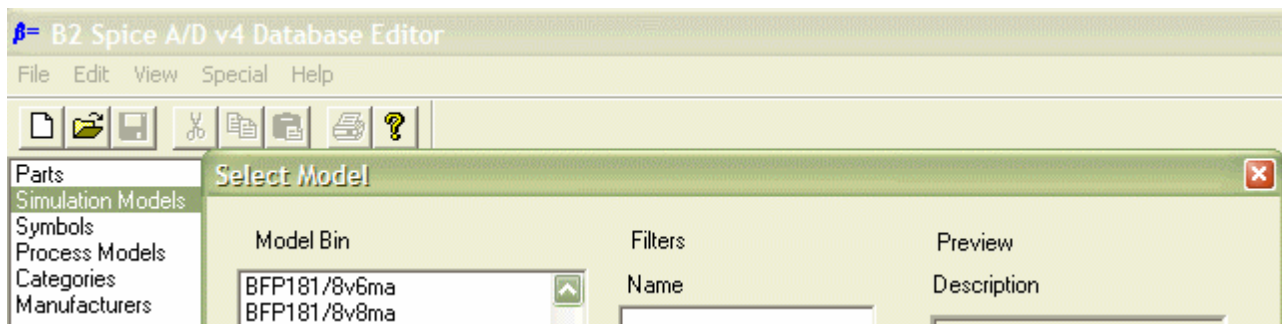 β= B2 Spice A/D v4 Database Editor
File Edit View Special Help
Parts
Simulation Models
Symbols
Process Models
Categories
Manufacturers
Select Model
Model Bin
BFP181/8v6ma
BFP181/8v8ma
Filters
Name
Preview
Description